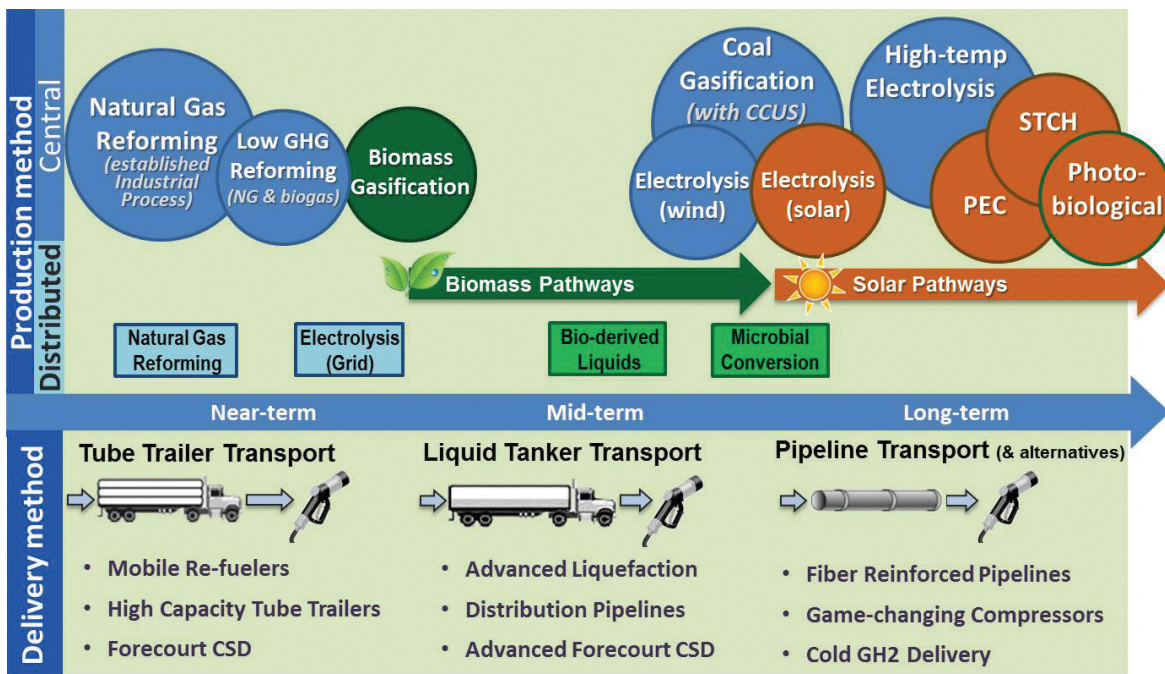 Production method
Central
Distributed
Natural Gas
Reforming
(established
Industrial
Process)
Low GHG
Reforming
(NG & biogas)
Biomass
Gasification
Coal
Gasification
(with CCUS)
Electrolysis
(wind)
Electrolysis
(solar)
High-temp
Electrolysis
STCH
PEC
Photo-
biological
Biomass Pathways
Solar Pathways
Natural Gas
Reforming
Electrolysis
(Grid)
Bio-derived
Liquids
Microbial
Conversion
Near-term
Mid-term
Long-term
Delivery method
Tube Trailer Transport
• Mobile Re-fuelers
• High Capacity Tube Trailers
• Forecourt CSD
Liquid Tanker Transport
• Advanced Liquefaction
• Distribution Pipelines
• Advanced Forecourt CSD
Pipeline Transport (& alternatives)
• Fiber Reinforced Pipelines
• Game-changing Compressors
• Cold GH2 Delivery